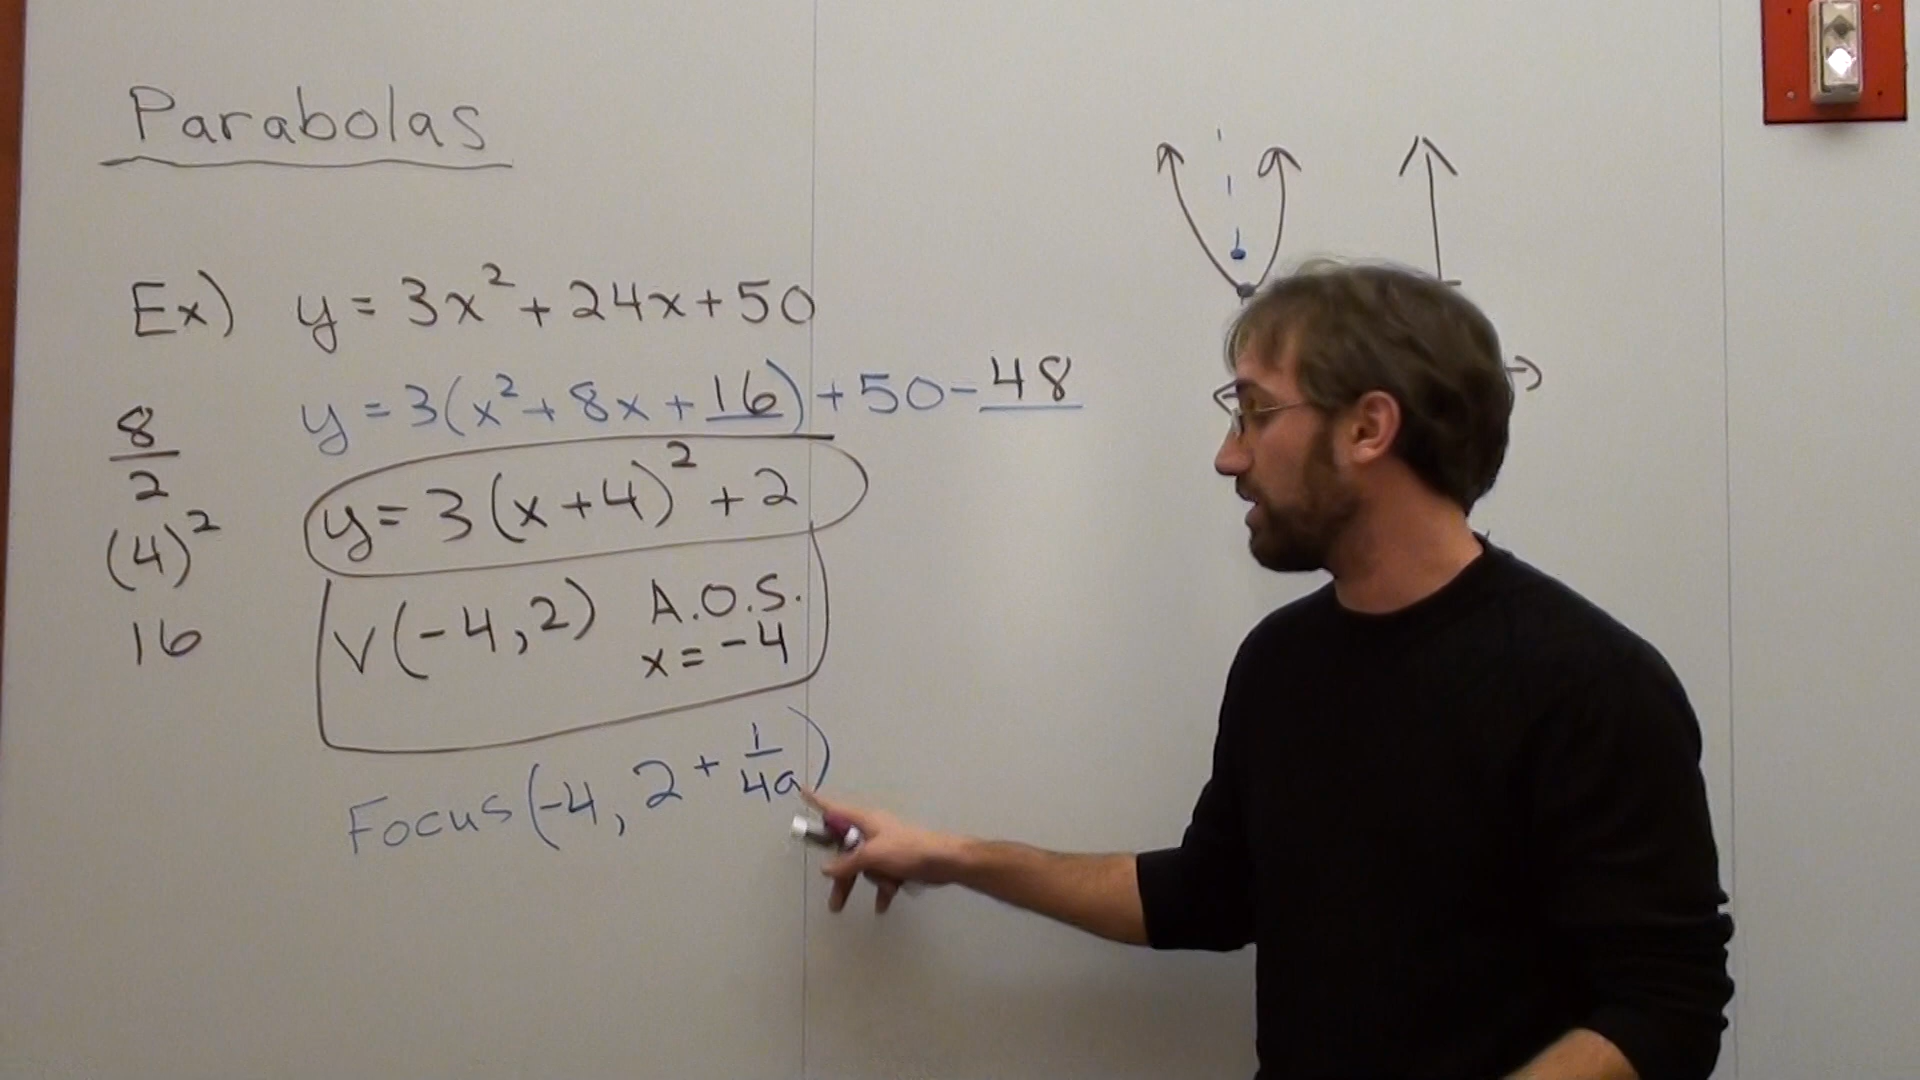 Parabolas
Ex) y = 3x² + 24x + 50
y = 3(x² + 8x + 16) + 50 - 48
y = 3(x + 4)² + 2
V(-4, 2) A.O.S.
x = -4
Focus(-4, 2 + 1/4a)
8/2
(4)²
16